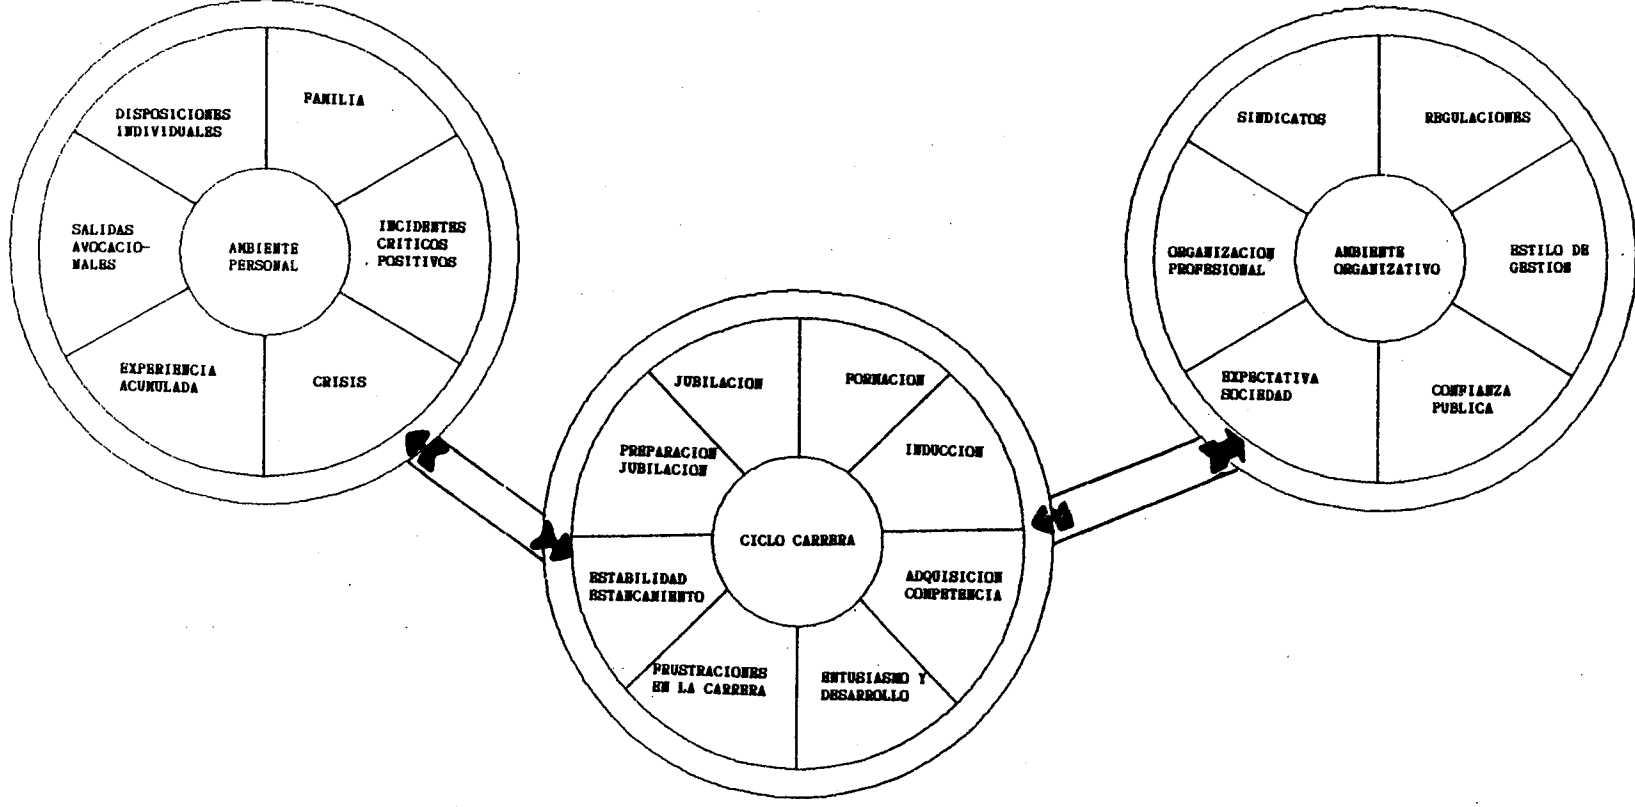 DISPOSICIONES
INDIVIDUALES
FAMILIA
SALIDAS
AVOCACIO-
NALES
AMBIENTE
PERSONAL
INCIDENTES
CRITICOS
POSITIVOS
EXPERIENCIA
ACUMULADA
CRISIS
JUBILACION
FORMACION
PREPARACION
JUBILACION
INDUCCION
CICLO CARRERA
ESTABILIDAD
ESTANCAMIENTO
ADQUISICION
COMPETENCIA
FRUSTRACIONES
EN LA CARRERA
ENTUSIASMO Y
DESARROLLO
SINDICATOS
REGULACIONES
ORGANIZACION
PROFESIONAL
AMBIENTE
ORGANIZATIVO
ESTILO DE
GESTION
EXPECTATIVA
SOCIEDAD
CONFIANZA
PUBLICA